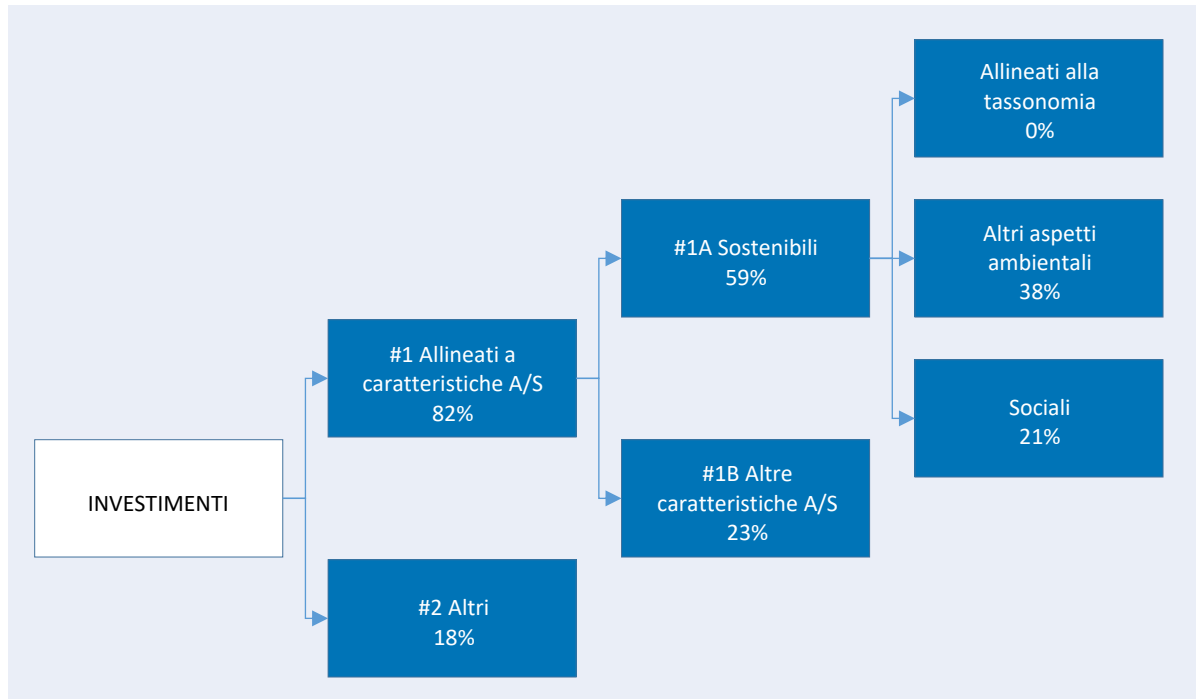 INVESTIMENTI
#1 Allineati a
caratteristiche A/S
82%
#2 Altri
18%
#1A Sostenibili
59%
#1B Altre
caratteristiche A/S
23%
Allineati alla
tassonomia
0%
Altri aspetti
ambientali
38%
Sociali
21%